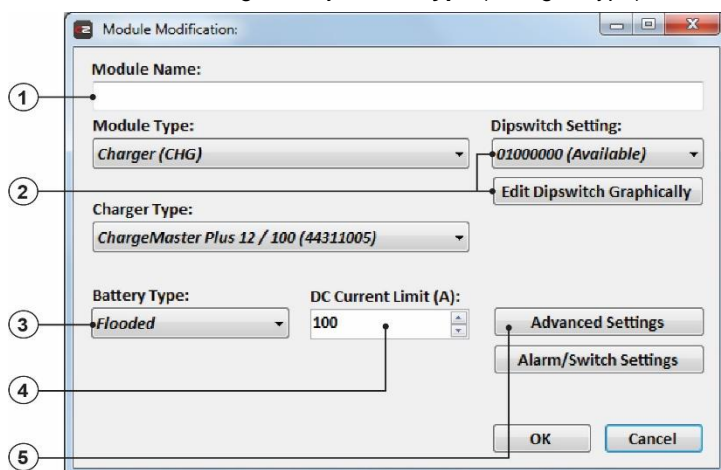 Module Modification:
Module Name:
1
Module Type:
Dipswitch Setting:
Charger (CHG)
01000000 (Available)
2
Edit Dipswitch Graphically
Charger Type:
ChargeMaster Plus 12 / 100 (44311005)
Battery Type:
DC Current Limit (A):
3
Flooded
100
Advanced Settings
Alarm/Switch Settings
4
OK
Cancel
5